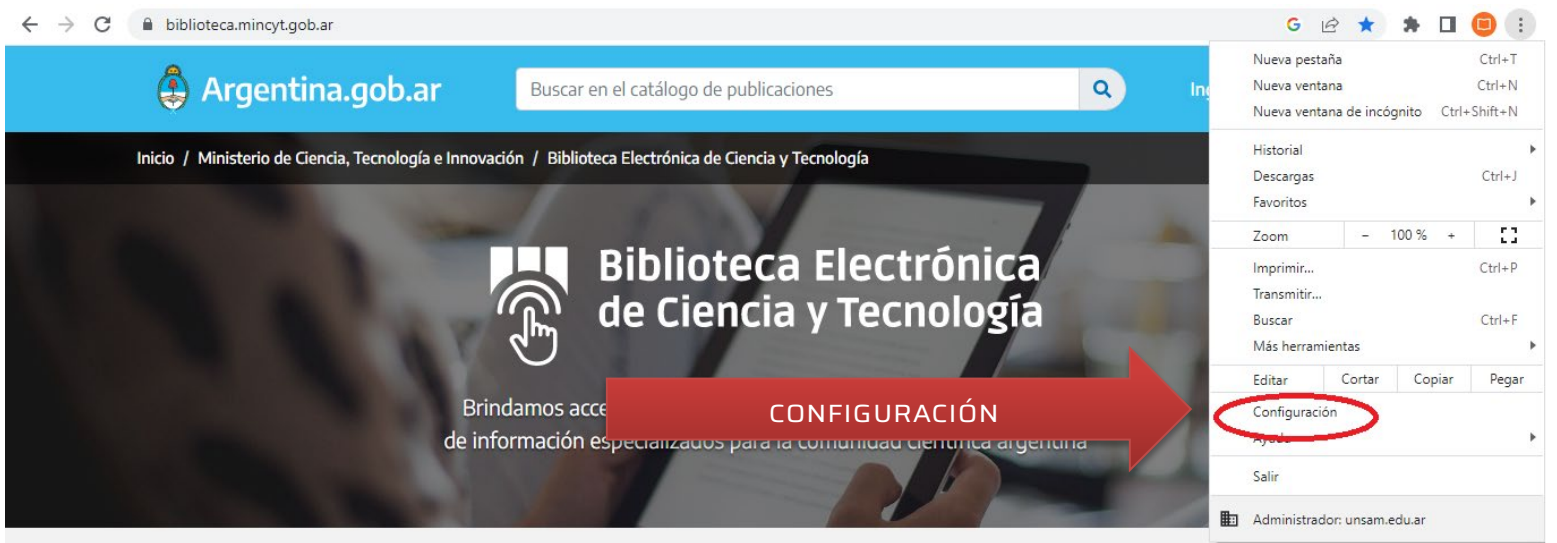 biblioteca.mincyt.gob.ar
Argentina.gob.ar
Buscar en el catálogo de publicaciones
Inicio / Ministerio de Ciencia, Tecnología e Innovación / Biblioteca Electrónica de Ciencia y Tecnología
Biblioteca Electrónica
de Ciencia y Tecnología
Brindamos acce
de información especializados para la comunidad científica argentina
CONFIGURACIÓN
Nueva pestaña Ctrl+T
Nueva ventana Ctrl+N
Nueva ventana de incógnito Ctrl+Shift+N
Historial
Descargas Ctrl+J
Favoritos
Zoom - 100 % +
Imprimir... Ctrl+P
Transmitir...
Buscar Ctrl+F
Más herramientas
Editar Cortar Copiar Pegar
Configuración
Ayuda
Salir
Administrador: unsam.edu.ar